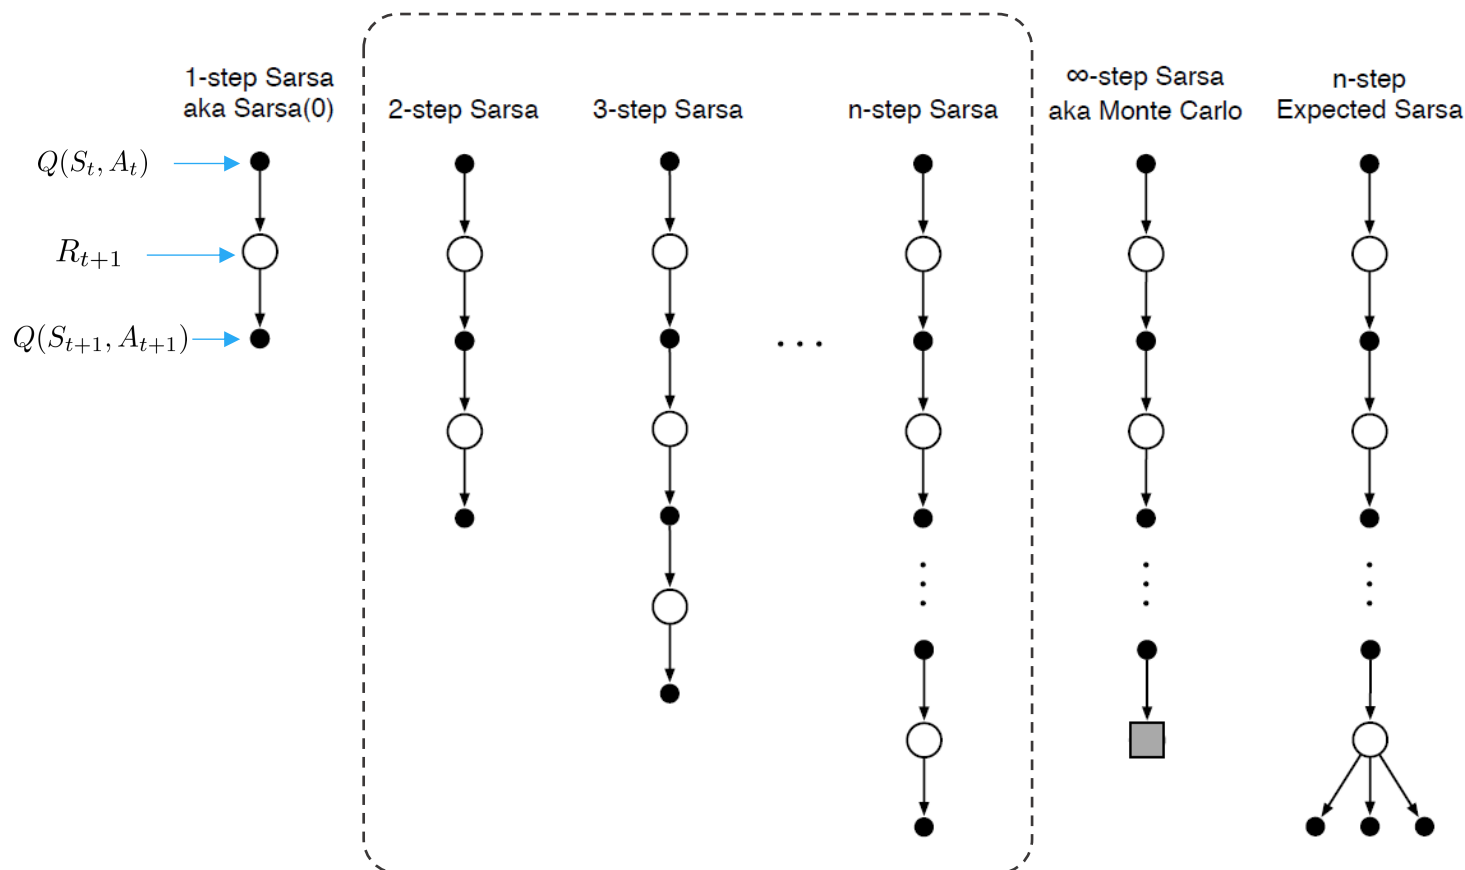 1-step Sarsa
aka Sarsa(0)
2-step Sarsa
3-step Sarsa
n-step Sarsa
∞-step Sarsa
aka Monte Carlo
n-step
Expected Sarsa
Q(S_t, A_t)
R_{t+1}
Q(S_{t+1}, A_{t+1})